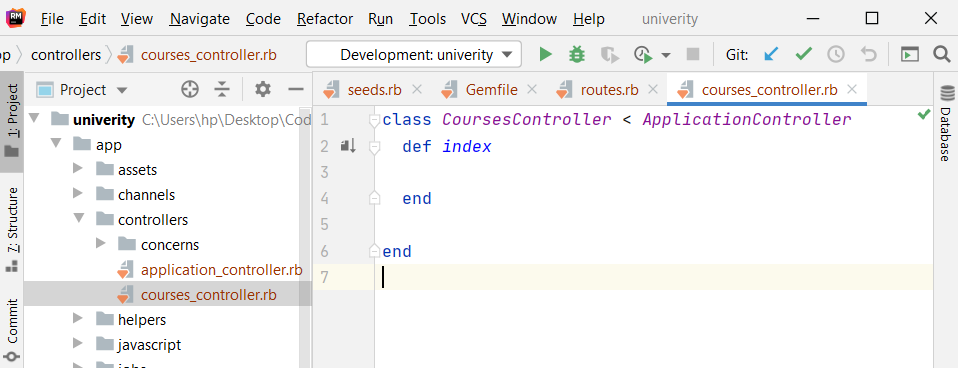 RM File Edit View Navigate Code Refactor Run Tools VCS Window Help univerity
op controllers courses_controller.rb Development: univerity Git:
1: Project
Project
seeds.rb Gemfile routes.rb courses_controller.rb
univerity C:\Users\hp\Desktop\Cod
app
assets
channels
controllers
concerns
application_controller.rb
courses_controller.rb
helpers
javascript
jobs
7: Structure
Commit
1 class CoursesController < ApplicationController
2 def index
3
4 end
5
6 end
7
Database